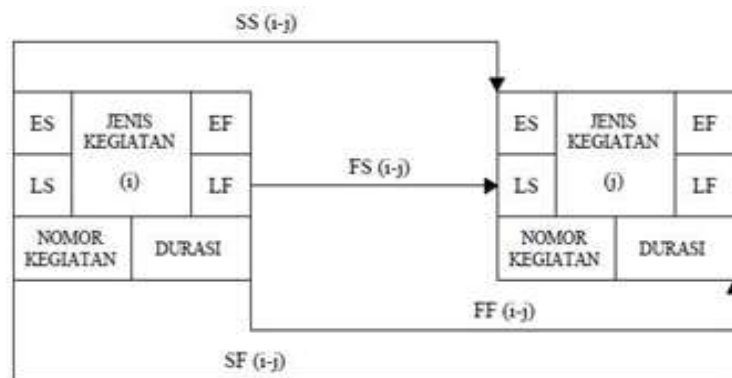 SS (i-j)
ES
JENIS
KEGIATAN
(i)
EF
LS
LF
NOMOR
KEGIATAN
DURASI
FS (i-j)
ES
JENIS
KEGIATAN
(j)
EF
LS
LF
NOMOR
KEGIATAN
DURASI
FF (i-j)
SF (i-j)